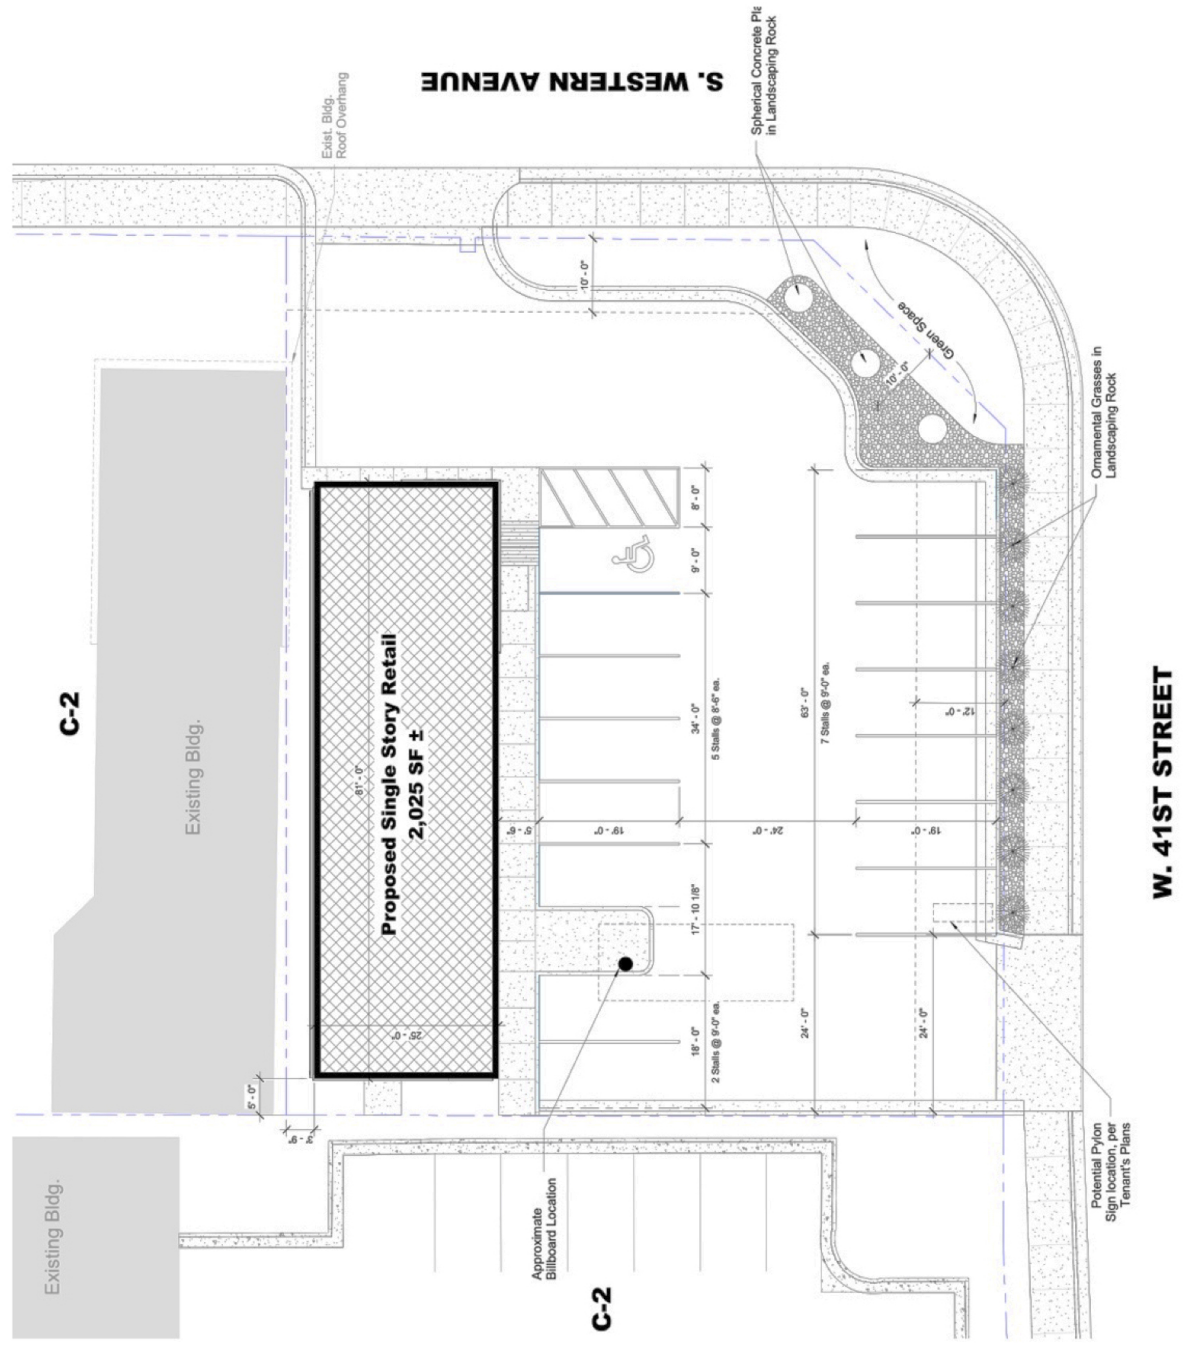 S. WESTERN AVENUE
Exist. Bldg.
Roof Overhang
Spherical Concrete Pla
in Landscaping Rock
10' - 0"
Green Space
10' - 0"
Ornamental Grasses in
Landscaping Rock
C-2
Existing Bldg.
Proposed Single Story Retail
2,025 SF ±
81' - 0"
25' - 0"
8' - 0"
9' - 0"
34' - 0"
5 Stalls @ 8'-6" ea.
17' - 10 1/8"
18' - 0"
2 Stalls @ 9'-0" ea.
63' - 0"
7 Stalls @ 9'-0" ea.
5' - 6"
19' - 0"
24' - 0"
19' - 0"
12' - 0"
24' - 0"
24' - 0"
5' - 0"
W. 41ST STREET
Existing Bldg.
Approximate
Billboard Location
C-2
Potential Pylon
Sign location, per
Tenant's Plans